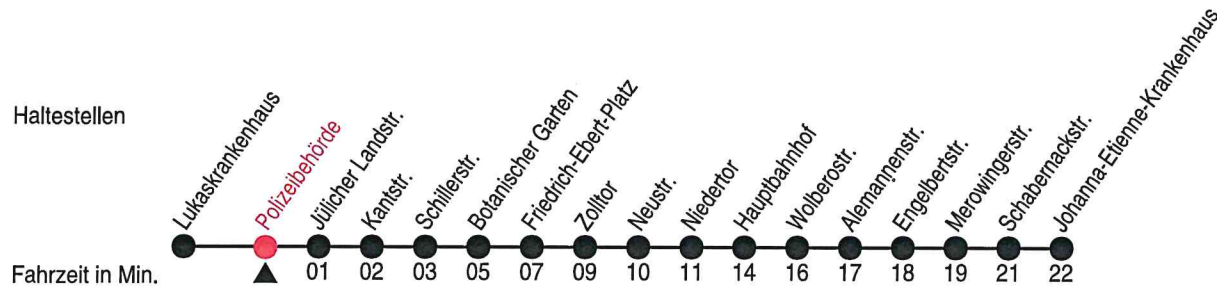 Haltestellen
Lukaskrankenhaus
Polizeibehörde
Jülicher Landstr.
Kantstr.
Schillerstr.
Botanischer Garten
Friedrich-Ebert-Platz
Zolltor
Neustr.
Niedertor
Hauptbahnhof
Wolberostr.
Alemannenstr.
Engelbertstr.
Merowingerstr.
Schabernackstr.
Johanna-Etienne-Krankenhaus
Fahrzeit in Min. 01 02 03 05 07 09 10 11 14 16 17 18 19 21 22